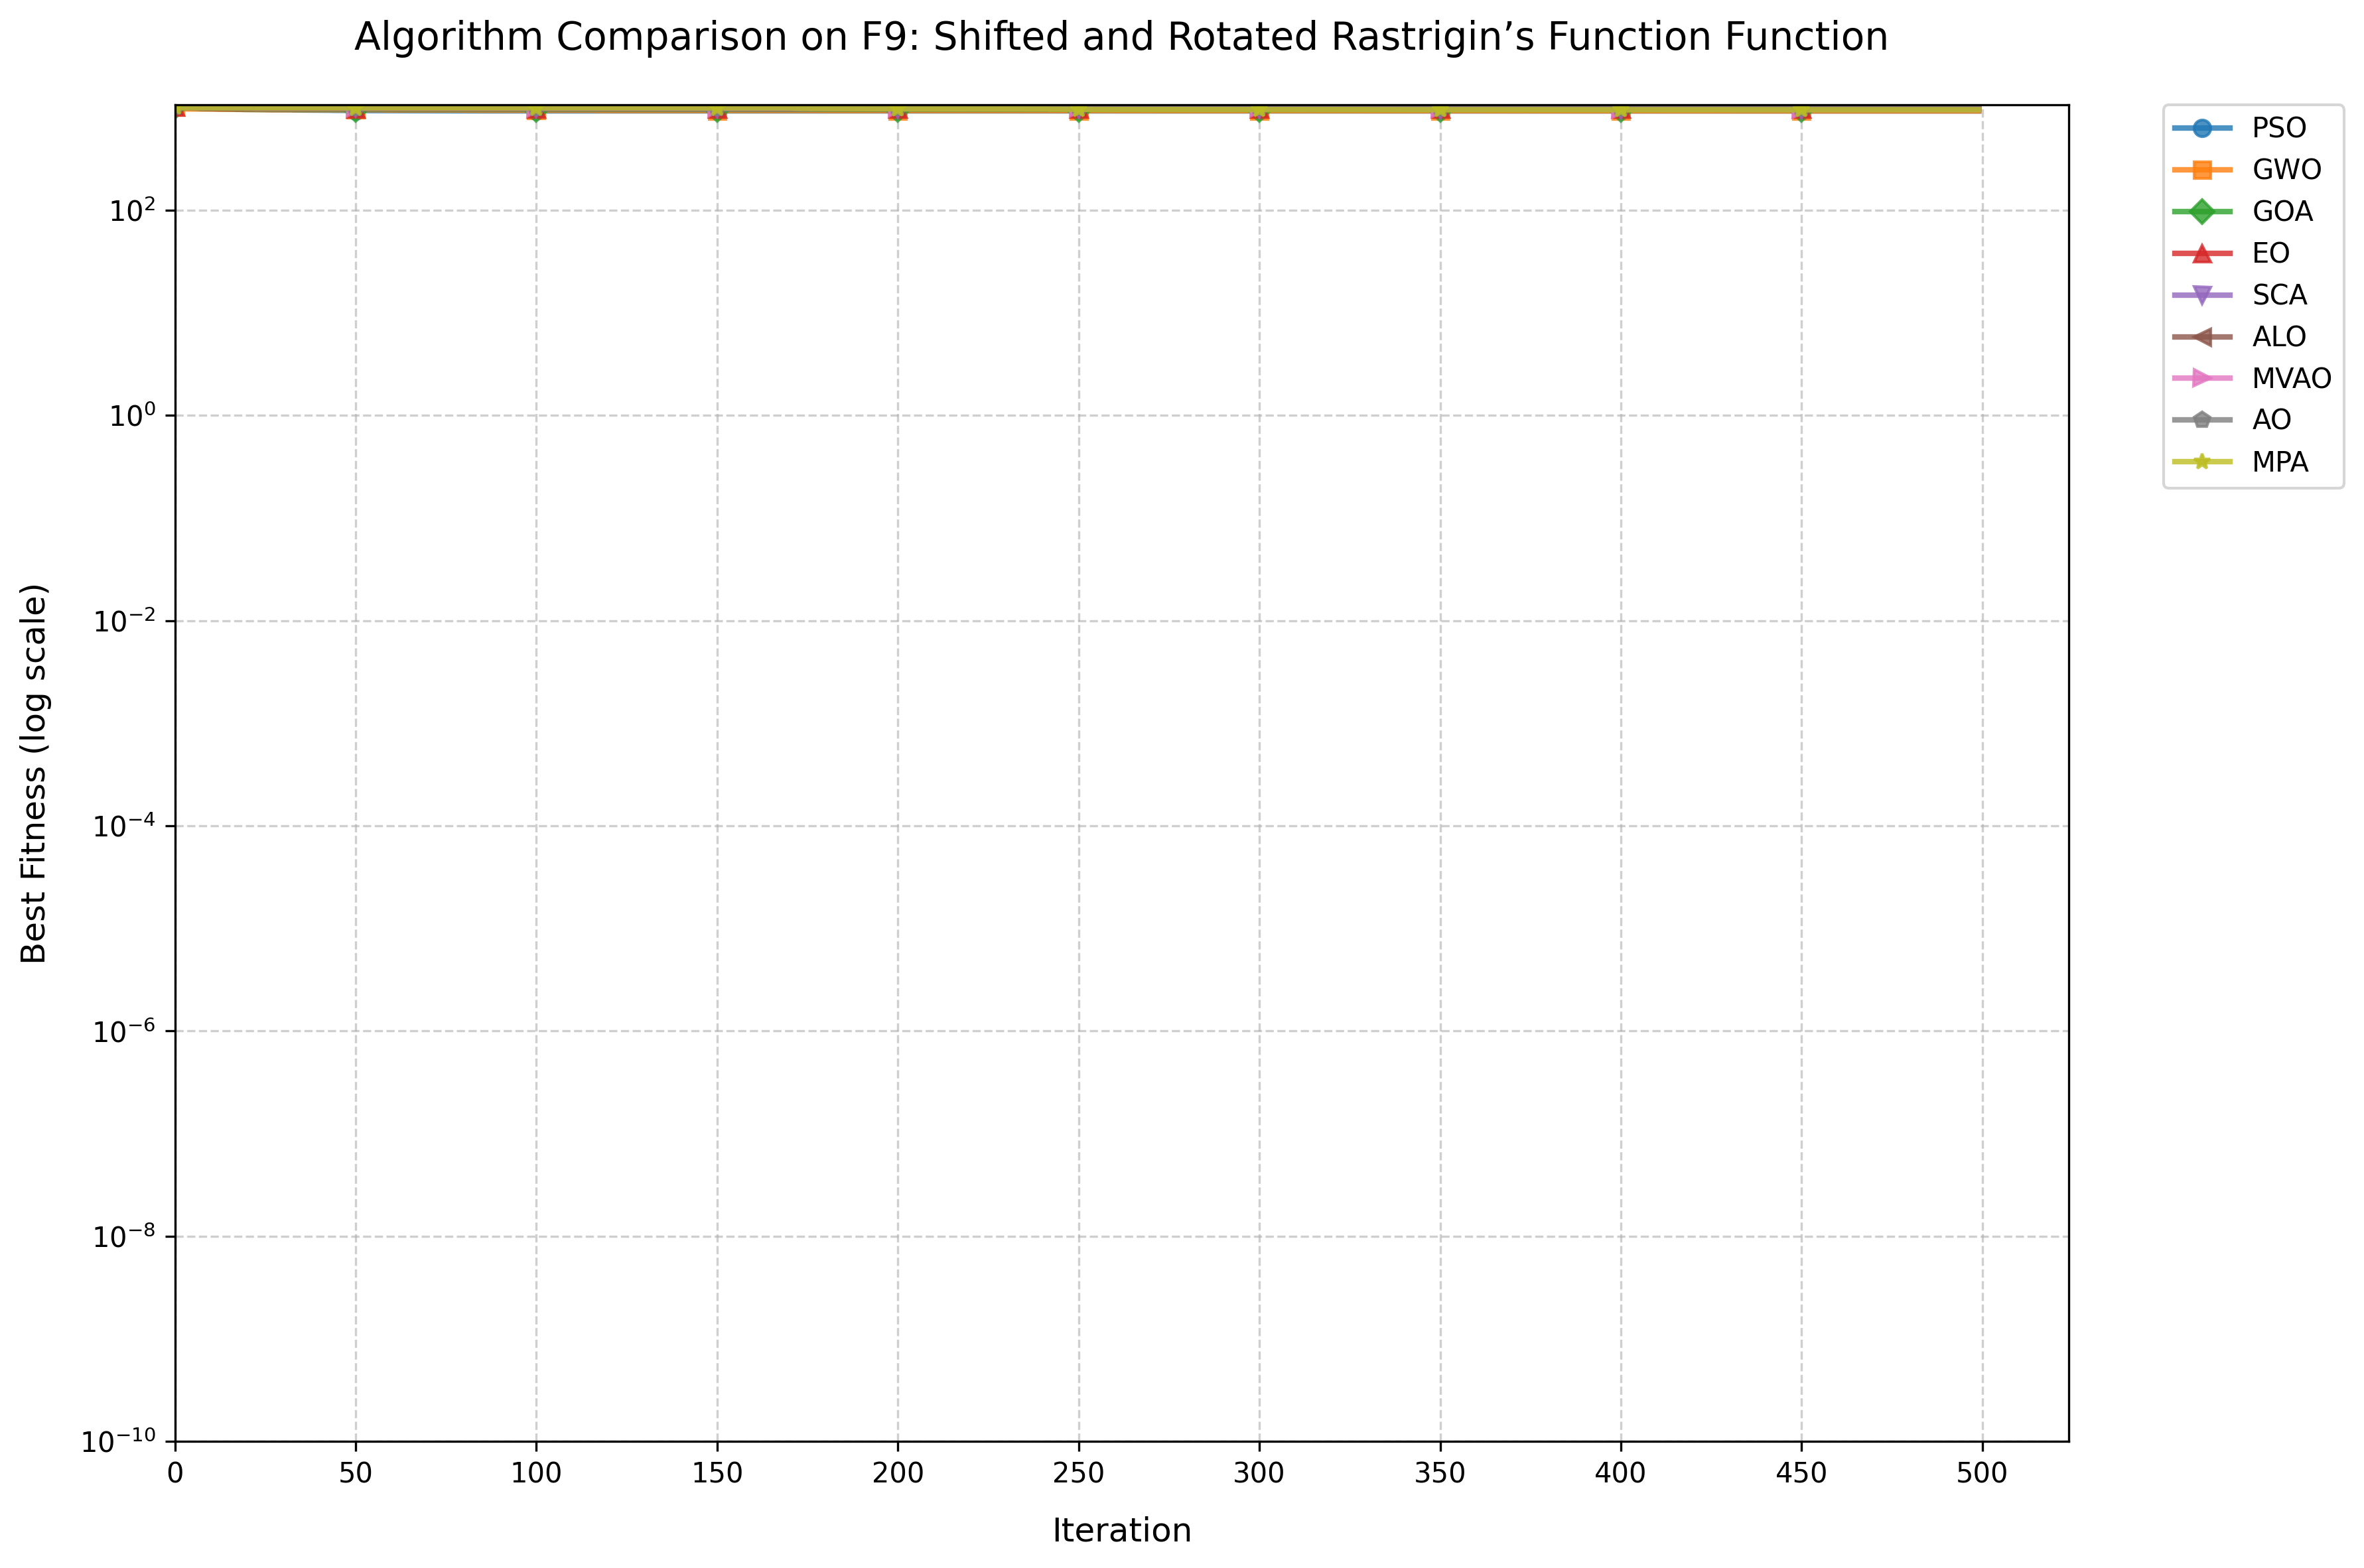 Algorithm Comparison on F9: Shifted and Rotated Rastrigin’s Function Function
PSO
GWO
GOA
EO
SCA
ALO
MVAO
AO
MPA
Best Fitness (log scale)
10²
10⁰
10⁻²
10⁻⁴
10⁻⁶
10⁻⁸
10⁻¹⁰
0 50 100 150 200 250 300 350 400 450 500
Iteration